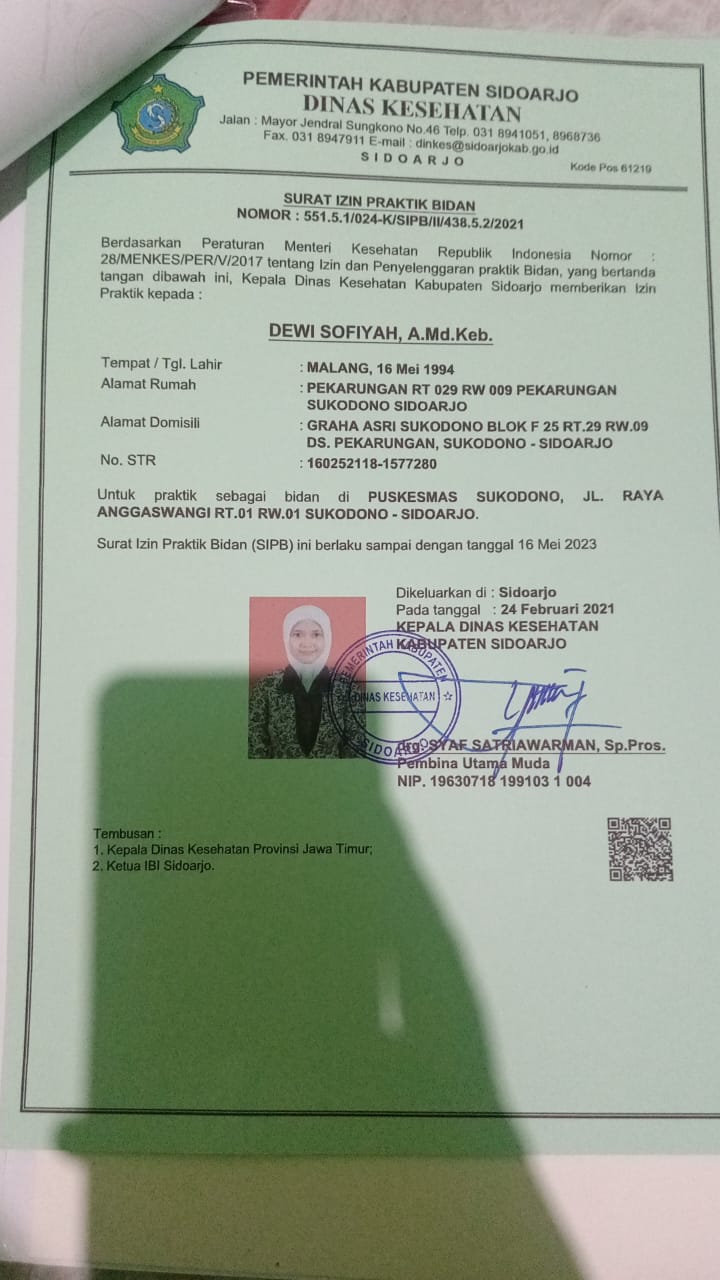 PEMERINTAH KABUPATEN SIDOARJO
DINAS KESEHATAN
Jalan : Mayor Jendral Sungkono No.46 Telp. 031 8941051, 8968736
Fax. 031 8947911 E-mail : dinkes@sidoarjokab.go.id
SIDOARJO
Kode Pos 61219
SURAT IZIN PRAKTIK BIDAN
NOMOR : 551.5.1/024-K/SIPB/II/438.5.2/2021
Berdasarkan Peraturan Menteri Kesehatan Republik Indonesia Nomor :
28/MENKES/PER/V/2017 tentang Izin dan Penyelenggaran praktik Bidan, yang bertanda
tangan dibawah ini, Kepala Dinas Kesehatan Kabupaten Sidoarjo memberikan Izin
Praktik kepada :
DEWI SOFIYAH, A.Md.Keb.
Tempat / Tgl. Lahir : MALANG, 16 Mei 1994
Alamat Rumah : PEKARUNGAN RT 029 RW 009 PEKARUNGAN
SUKODONO SIDOARJO
Alamat Domisili : GRAHA ASRI SUKODONO BLOK F 25 RT.29 RW.09
DS. PEKARUNGAN, SUKODONO - SIDOARJO
No. STR : 160252118-1577280
Untuk praktik sebagai bidan di PUSKESMAS SUKODONO, JL. RAYA
ANGGASWANGI RT.01 RW.01 SUKODONO - SIDOARJO.
Surat Izin Praktik Bidan (SIPB) ini berlaku sampai dengan tanggal 16 Mei 2023
Dikeluarkan di : Sidoarjo
Pada tanggal : 24 Februari 2021
KEPALA DINAS KESEHATAN
KABUPATEN SIDOARJO
PEMERINTAH KABUPATEN
DINAS KESEHATAN
SIDOARJO
drg. SYAF SATRIAWARMAN, Sp.Pros.
Pembina Utama Muda
NIP. 19630718 199103 1 004
Tembusan :
1. Kepala Dinas Kesehatan Provinsi Jawa Timur;
2. Ketua IBI Sidoarjo.